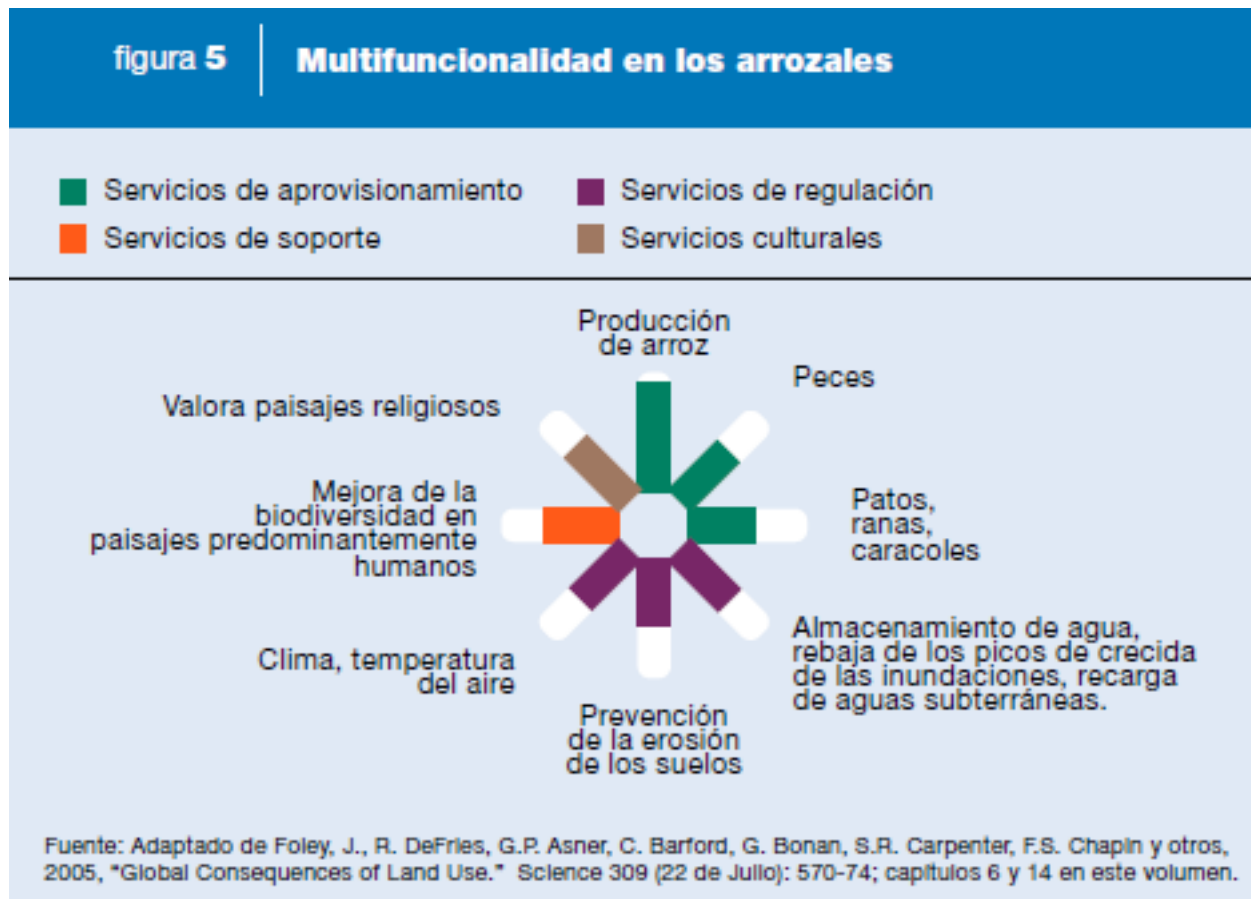 figura 5
Multifuncionalidad en los arrozales
Servicios de aprovisionamiento
Servicios de regulación
Servicios de soporte
Servicios culturales
Producción
de arroz
Peces
Valora paisajes religiosos
Mejora de la
biodiversidad en
paisajes predominantemente
humanos
Patos,
ranas,
caracoles
Clima, temperatura
del aire
Almacenamiento de agua,
rebaja de los picos de crecida
de las inundaciones, recarga
de aguas subterráneas.
Prevención
de la erosión
de los suelos
Fuente: Adaptado de Foley, J., R. DeFries, G.P. Asner, C. Barford, G. Bonan, S.R. Carpenter, F.S. Chapin y otros,
2005, "Global Consequences of Land Use." Science 309 (22 de Julio): 570-74; capítulos 6 y 14 en este volumen.